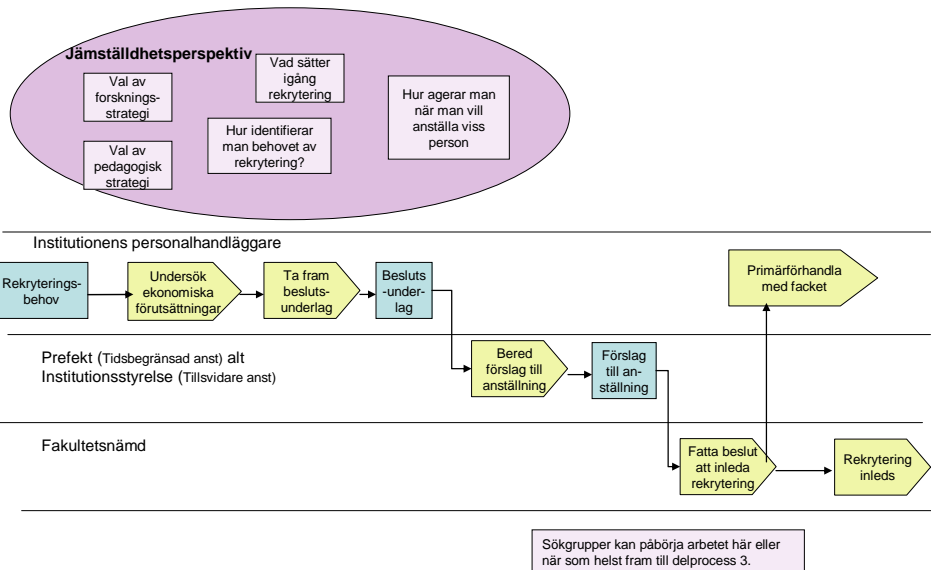 Jämställdhetsperspektiv
Val av
forsknings-
strategi
Vad sätter
igång
rekrytering
Hur agerar man
när man vill
anställa viss
person
Hur identifierar
man behovet av
rekrytering?
Val av
pedagogisk
strategi
Institutionens personalhandläggare
Rekryterings-
behov
Undersök
ekonomiska
förutsättningar
Ta fram
besluts-
underlag
Besluts
-under-
lag
Primärförhandla
med facket
Prefekt (Tidsbegränsad anst) alt
Institutionsstyrelse (Tillsvidare anst)
Bered
förslag till
anställning
Förslag
till an-
ställning
Fakultetsnämd
Fatta beslut
att inleda
rekrytering
Rekrytering
inleds
Sökgrupper kan påbörja arbetet här eller
när som helst fram till delprocess 3.